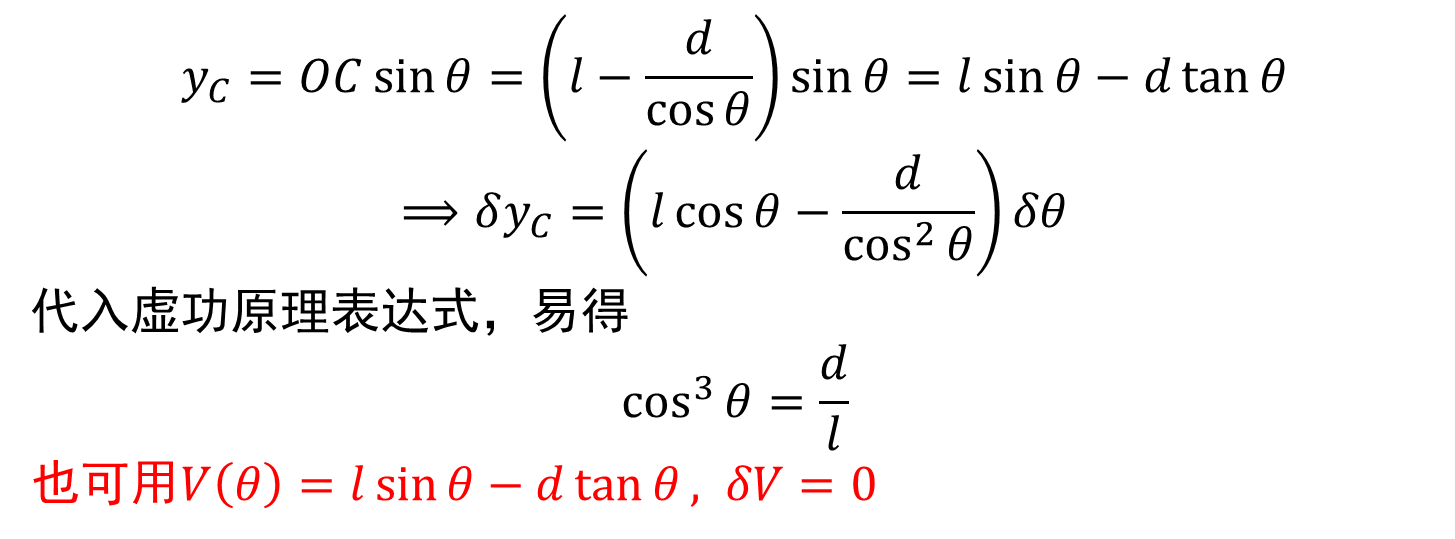 y_C = OC sin θ = (l − d/cos θ) sin θ = l sin θ − d tan θ
⟹ δy_C = (l cos θ − d/cos² θ) δθ
代入虚功原理表达式，易得
cos³ θ = d/l
也可用V(θ) = l sin θ − d tan θ , δV = 0